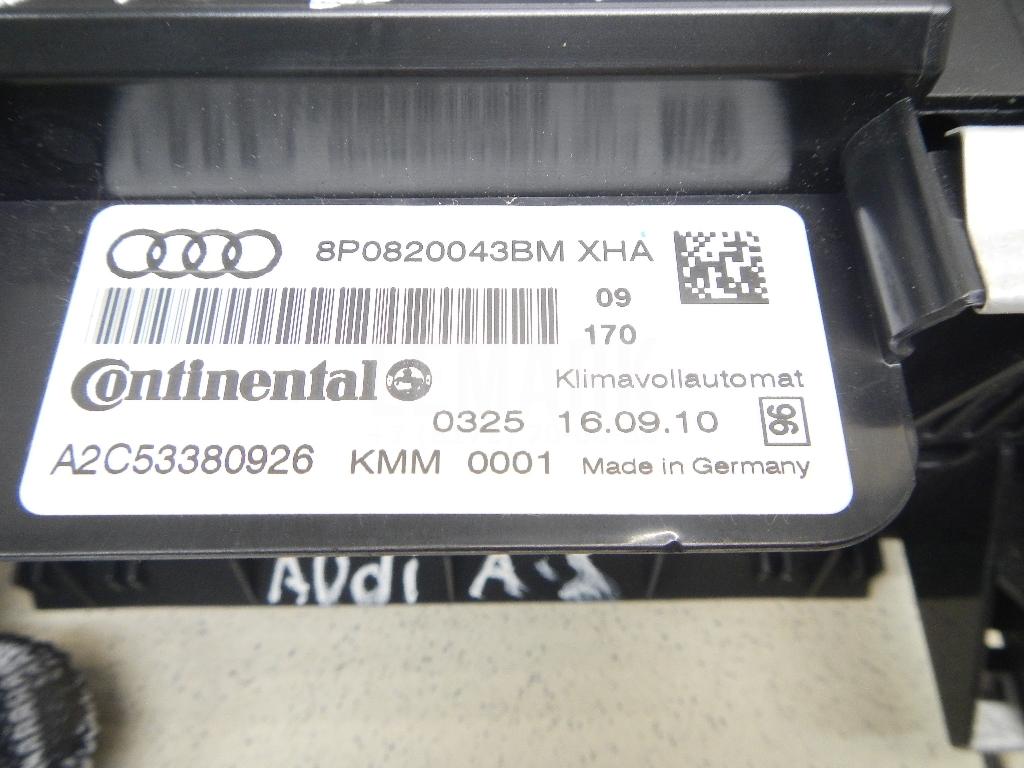 8P0820043BM XHA
09
170
Continental
Klimavollautomat
0325 16.09.10 96
A2C53380926 KMM 0001 Made in Germany
AUdi